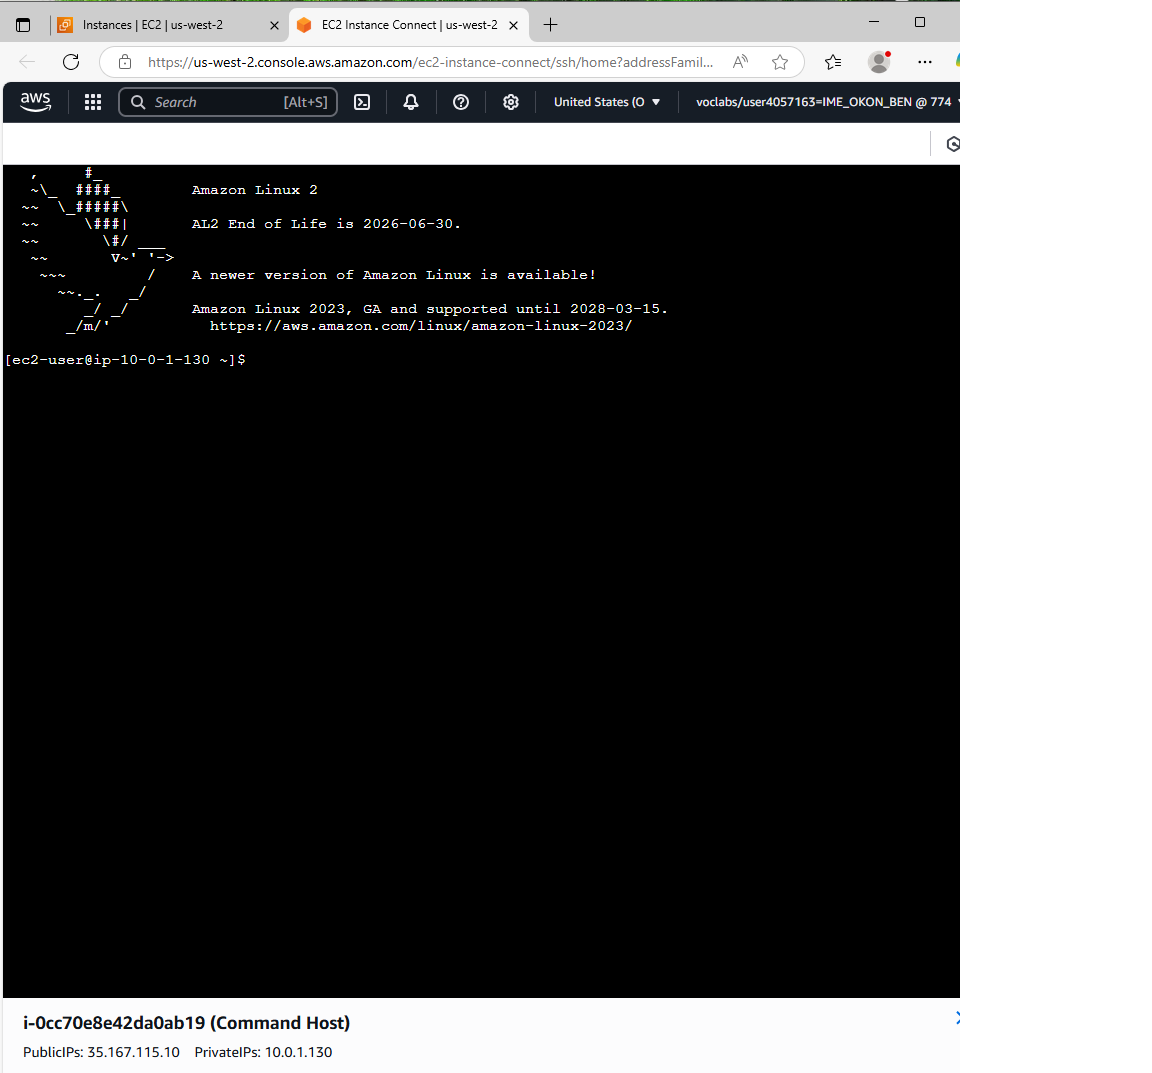 Instances | EC2 | us-west-2
EC2 Instance Connect | us-west-2
https://us-west-2.console.aws.amazon.com/ec2-instance-connect/ssh/home?addressFamil...
aws
Search
[Alt+S]
United States (O
voclabs/user4057163=IME_OKON_BEN @ 774
   ,     #_
   ~\_  ####_        Amazon Linux 2
  ~~  \_#####\
  ~~     \###|       AL2 End of Life is 2026-06-30.
  ~~       \#/ ___
   ~~       V~' '->
    ~~~         /    A newer version of Amazon Linux is available!
      ~~._.   _/
         _/ _/       Amazon Linux 2023, GA and supported until 2028-03-15.
       _/m/'           https://aws.amazon.com/linux/amazon-linux-2023/
[ec2-user@ip-10-0-1-130 ~]$
i-0cc70e8e42da0ab19 (Command Host)
PublicIPs: 35.167.115.10 PrivateIPs: 10.0.1.130